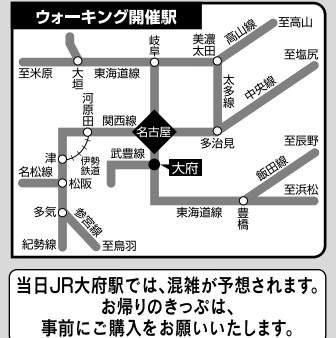 ウォーキング開催駅
至高山
高山線
岐阜
美濃太田
至塩尻
至米原
大垣
東海道線
太多線
中央線
河原田
関西線
名古屋
多治見
至辰野
武豊線
津
伊勢鉄道
大府
飯田線
名松線
松阪
至浜松
多気
参宮線
東海道線
豊橋
紀勢線
至鳥羽
当日JR大府駅では、混雑が予想されます。
お帰りのきっぷは、
事前にご購入をお願いいたします。